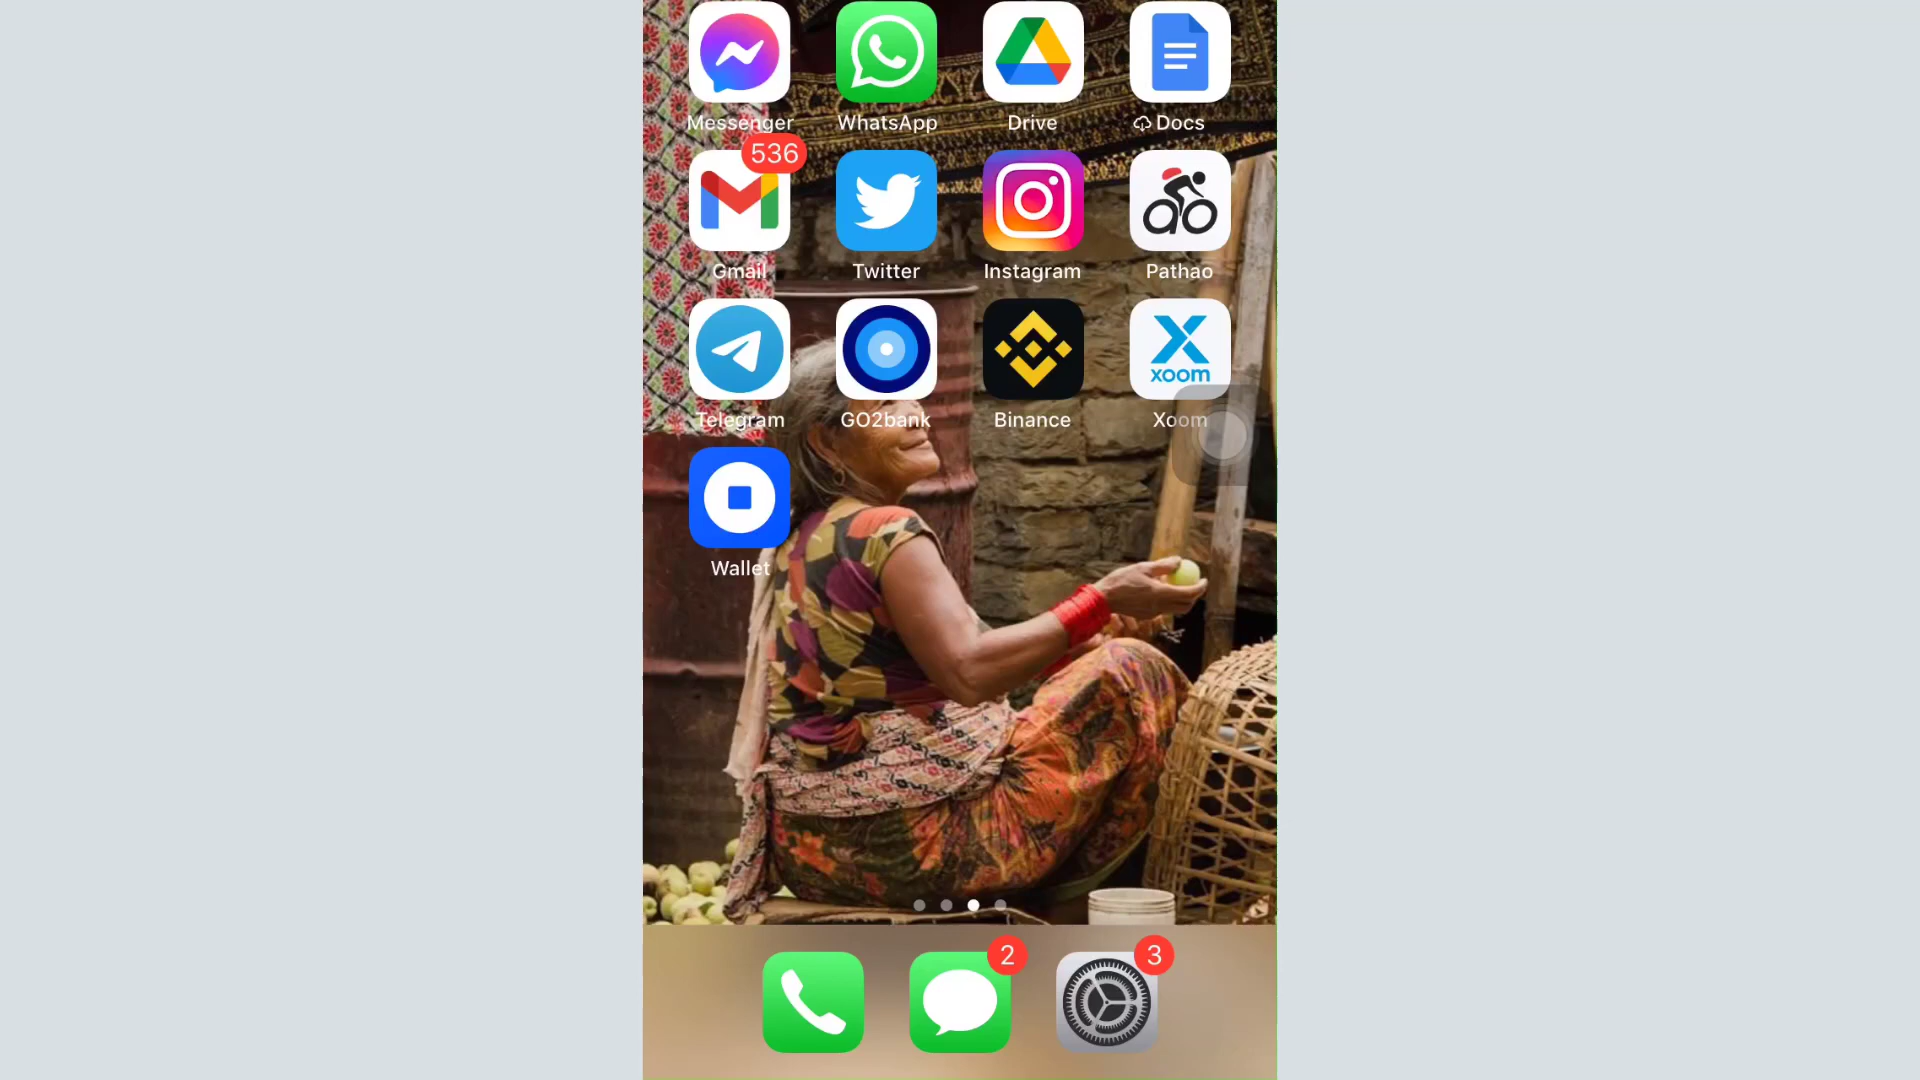 Messenger WhatsApp Drive Docs
536
Gmail Twitter Instagram Pathao
xoom
Telegram GO2bank Binance Xoom
Wallet
2 3